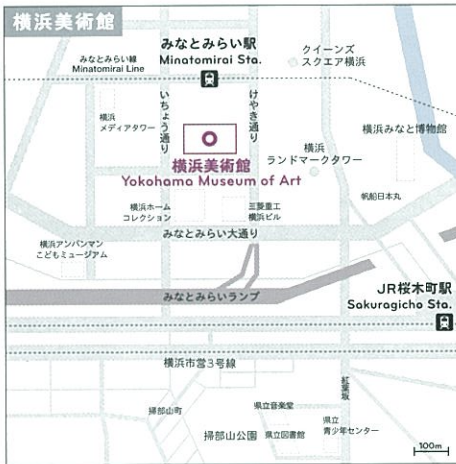 横浜美術館
みなとみらい駅
Minatomirai Sta.
みなとみらい線
Minatomirai Line
クイーンズ
スクエア横浜
いちょう通り
けやき通り
横浜
メディアタワー
横浜みなと博物館
横浜美術館
Yokohama Museum of Art
横浜
ランドマークタワー
帆船日本丸
横浜ホーム
コレクション
三菱重工
横浜ビル
みなとみらい大通り
横浜アンパンマン
こどもミュージアム
みなとみらいランプ
JR桜木町駅
Sakuragicho Sta.
横浜市営3号線
紅葉坂
掃部山町
県立音楽堂
掃部山公園
県立図書館
県立
青少年センター
100m